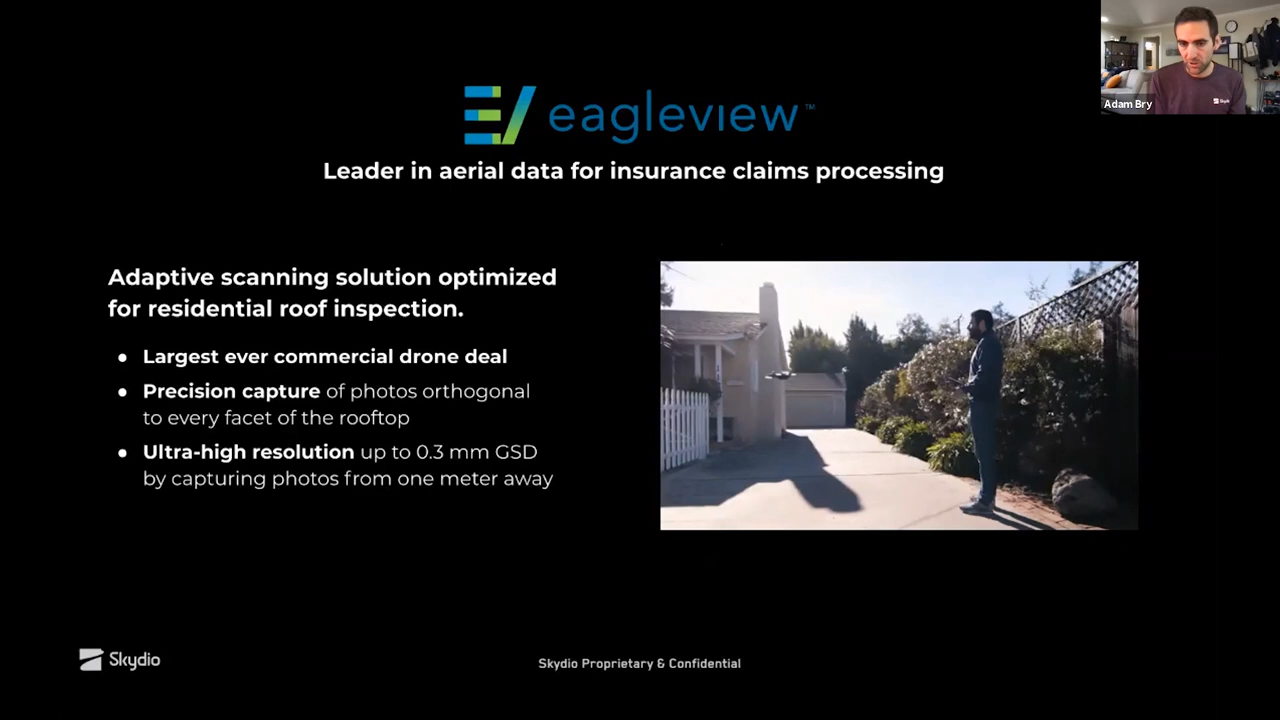 Adam Bry
eagleview™
Leader in aerial data for insurance claims processing
Adaptive scanning solution optimized
for residential roof inspection.
● Largest ever commercial drone deal
● Precision capture of photos orthogonal
to every facet of the rooftop
● Ultra-high resolution up to 0.3 mm GSD
by capturing photos from one meter away
Skydio
Skydio Proprietary & Confidential